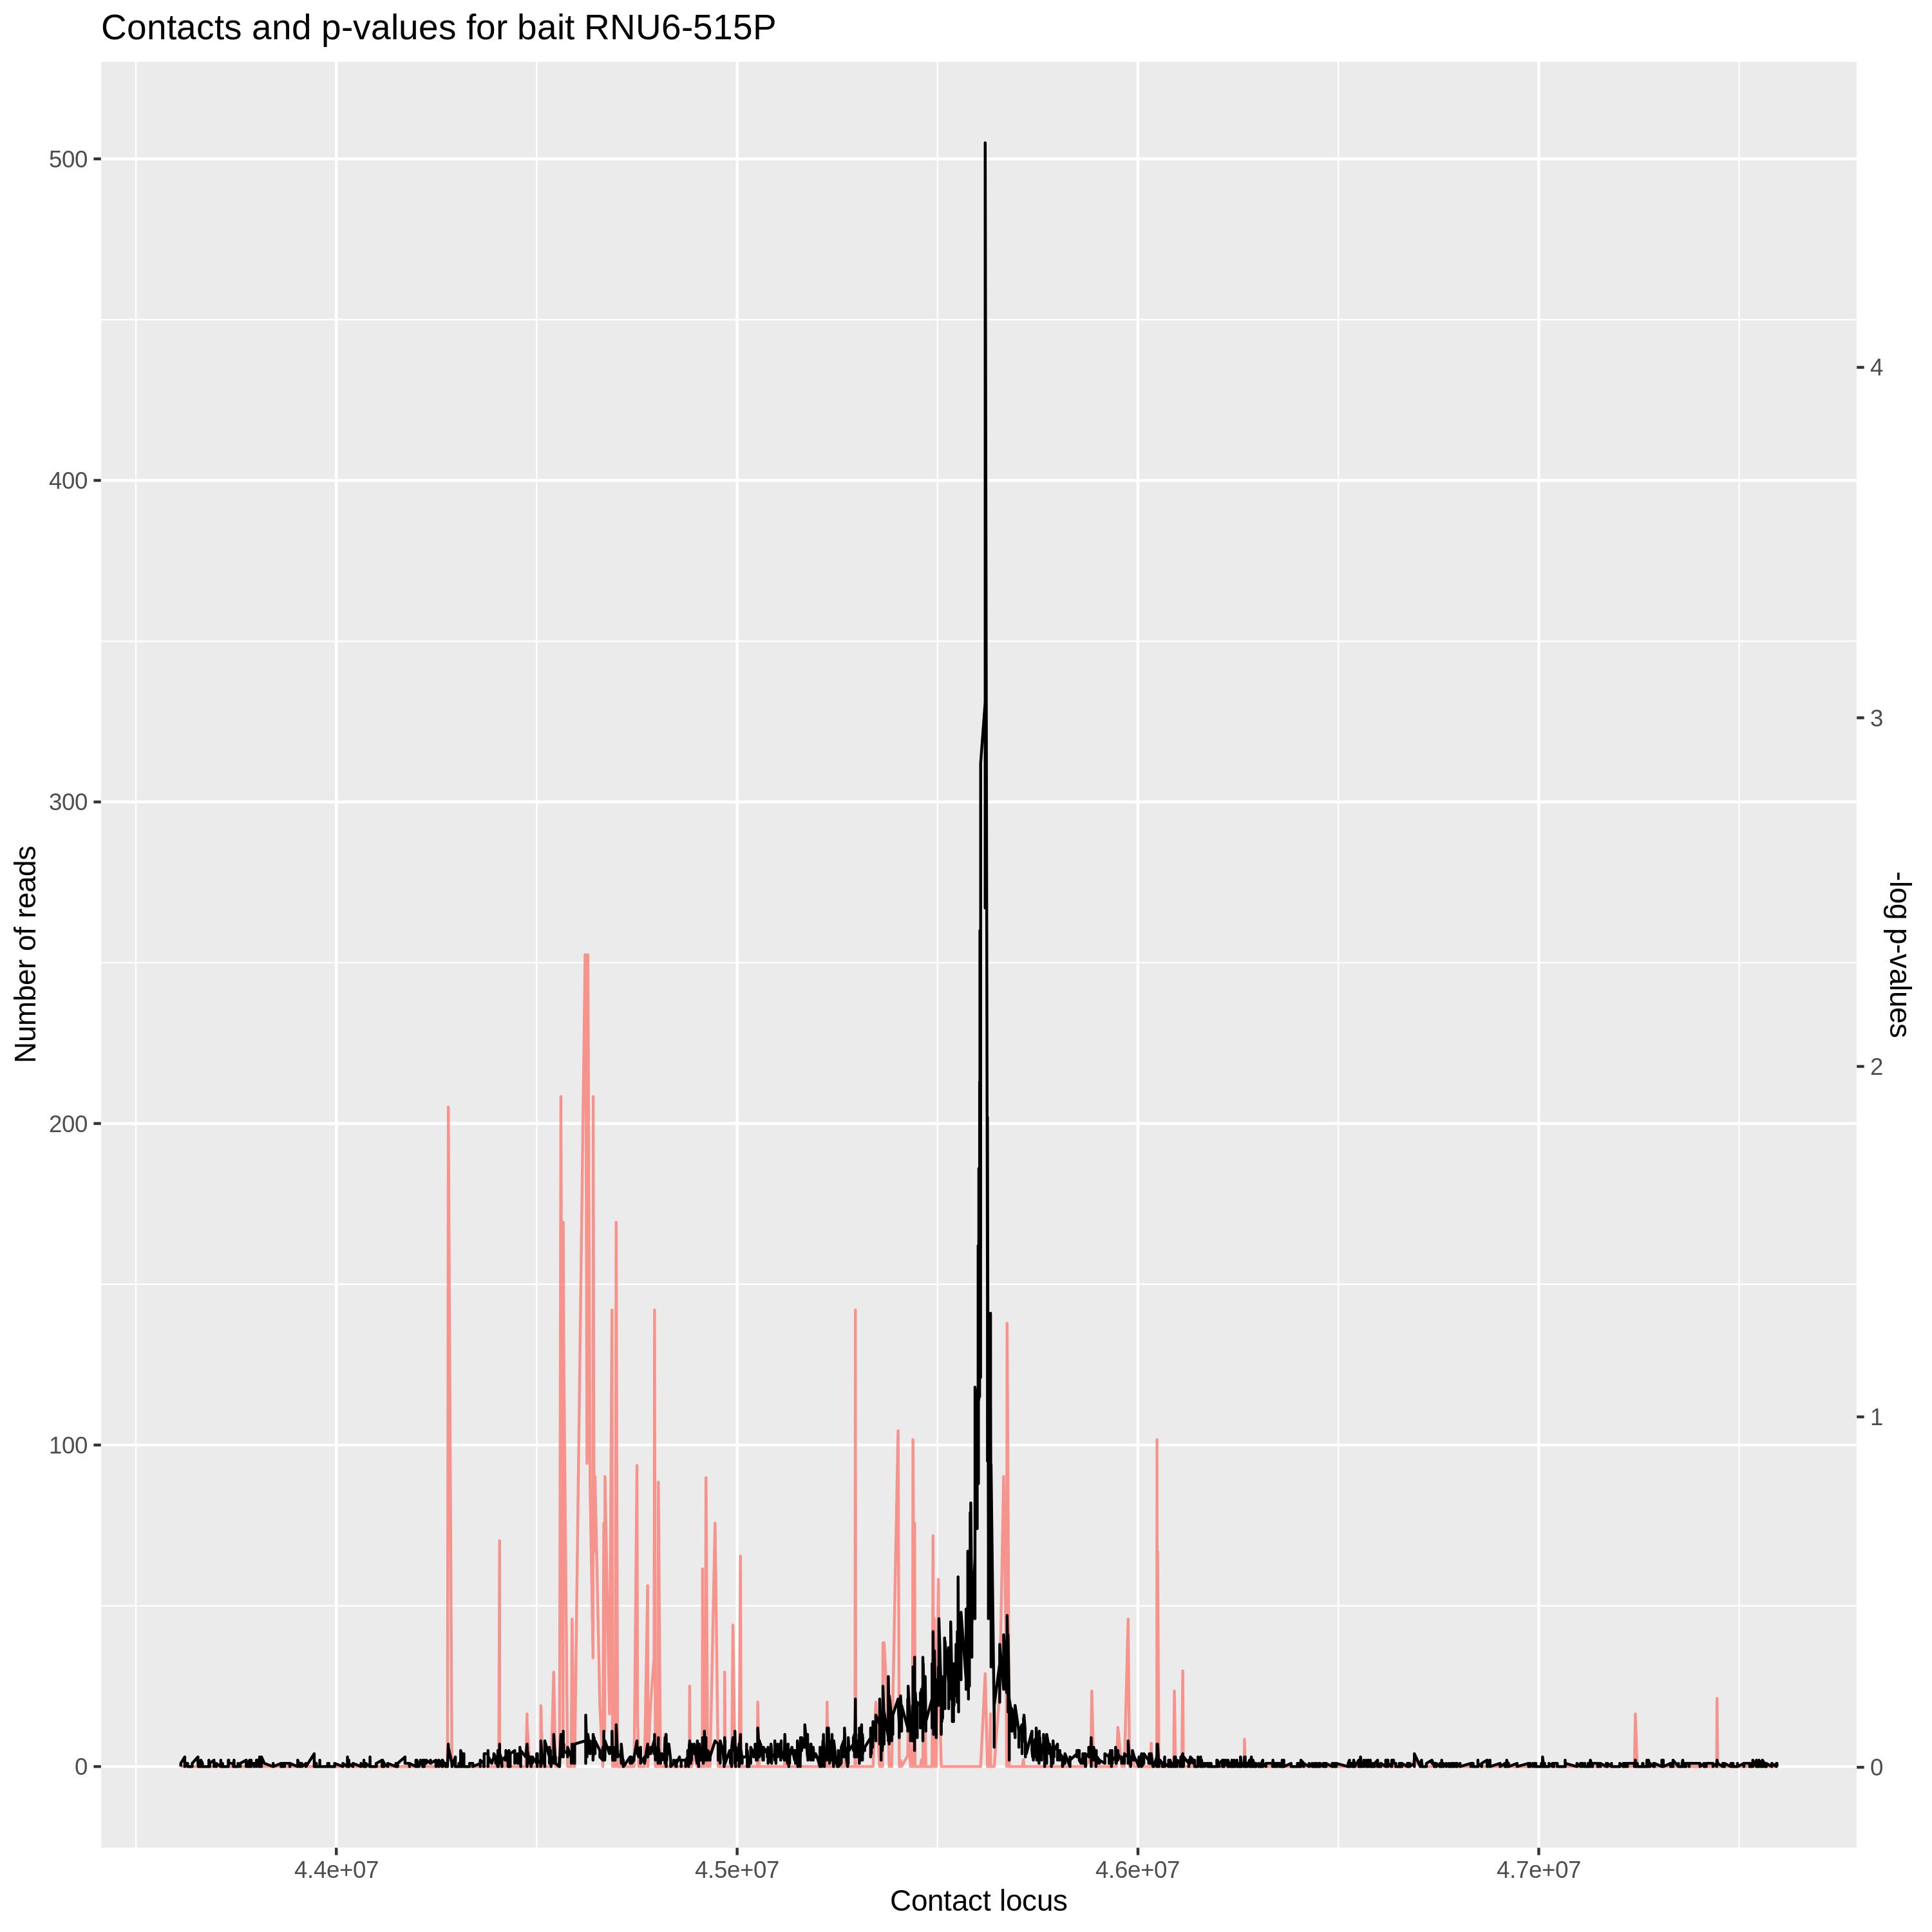 Contacts and p-values for bait RNU6-515P
500
400
300
200
100
0
Number of reads
4
3
2
1
0
-log p-values
4.4e+07
4.5e+07
4.6e+07
4.7e+07
Contact locus